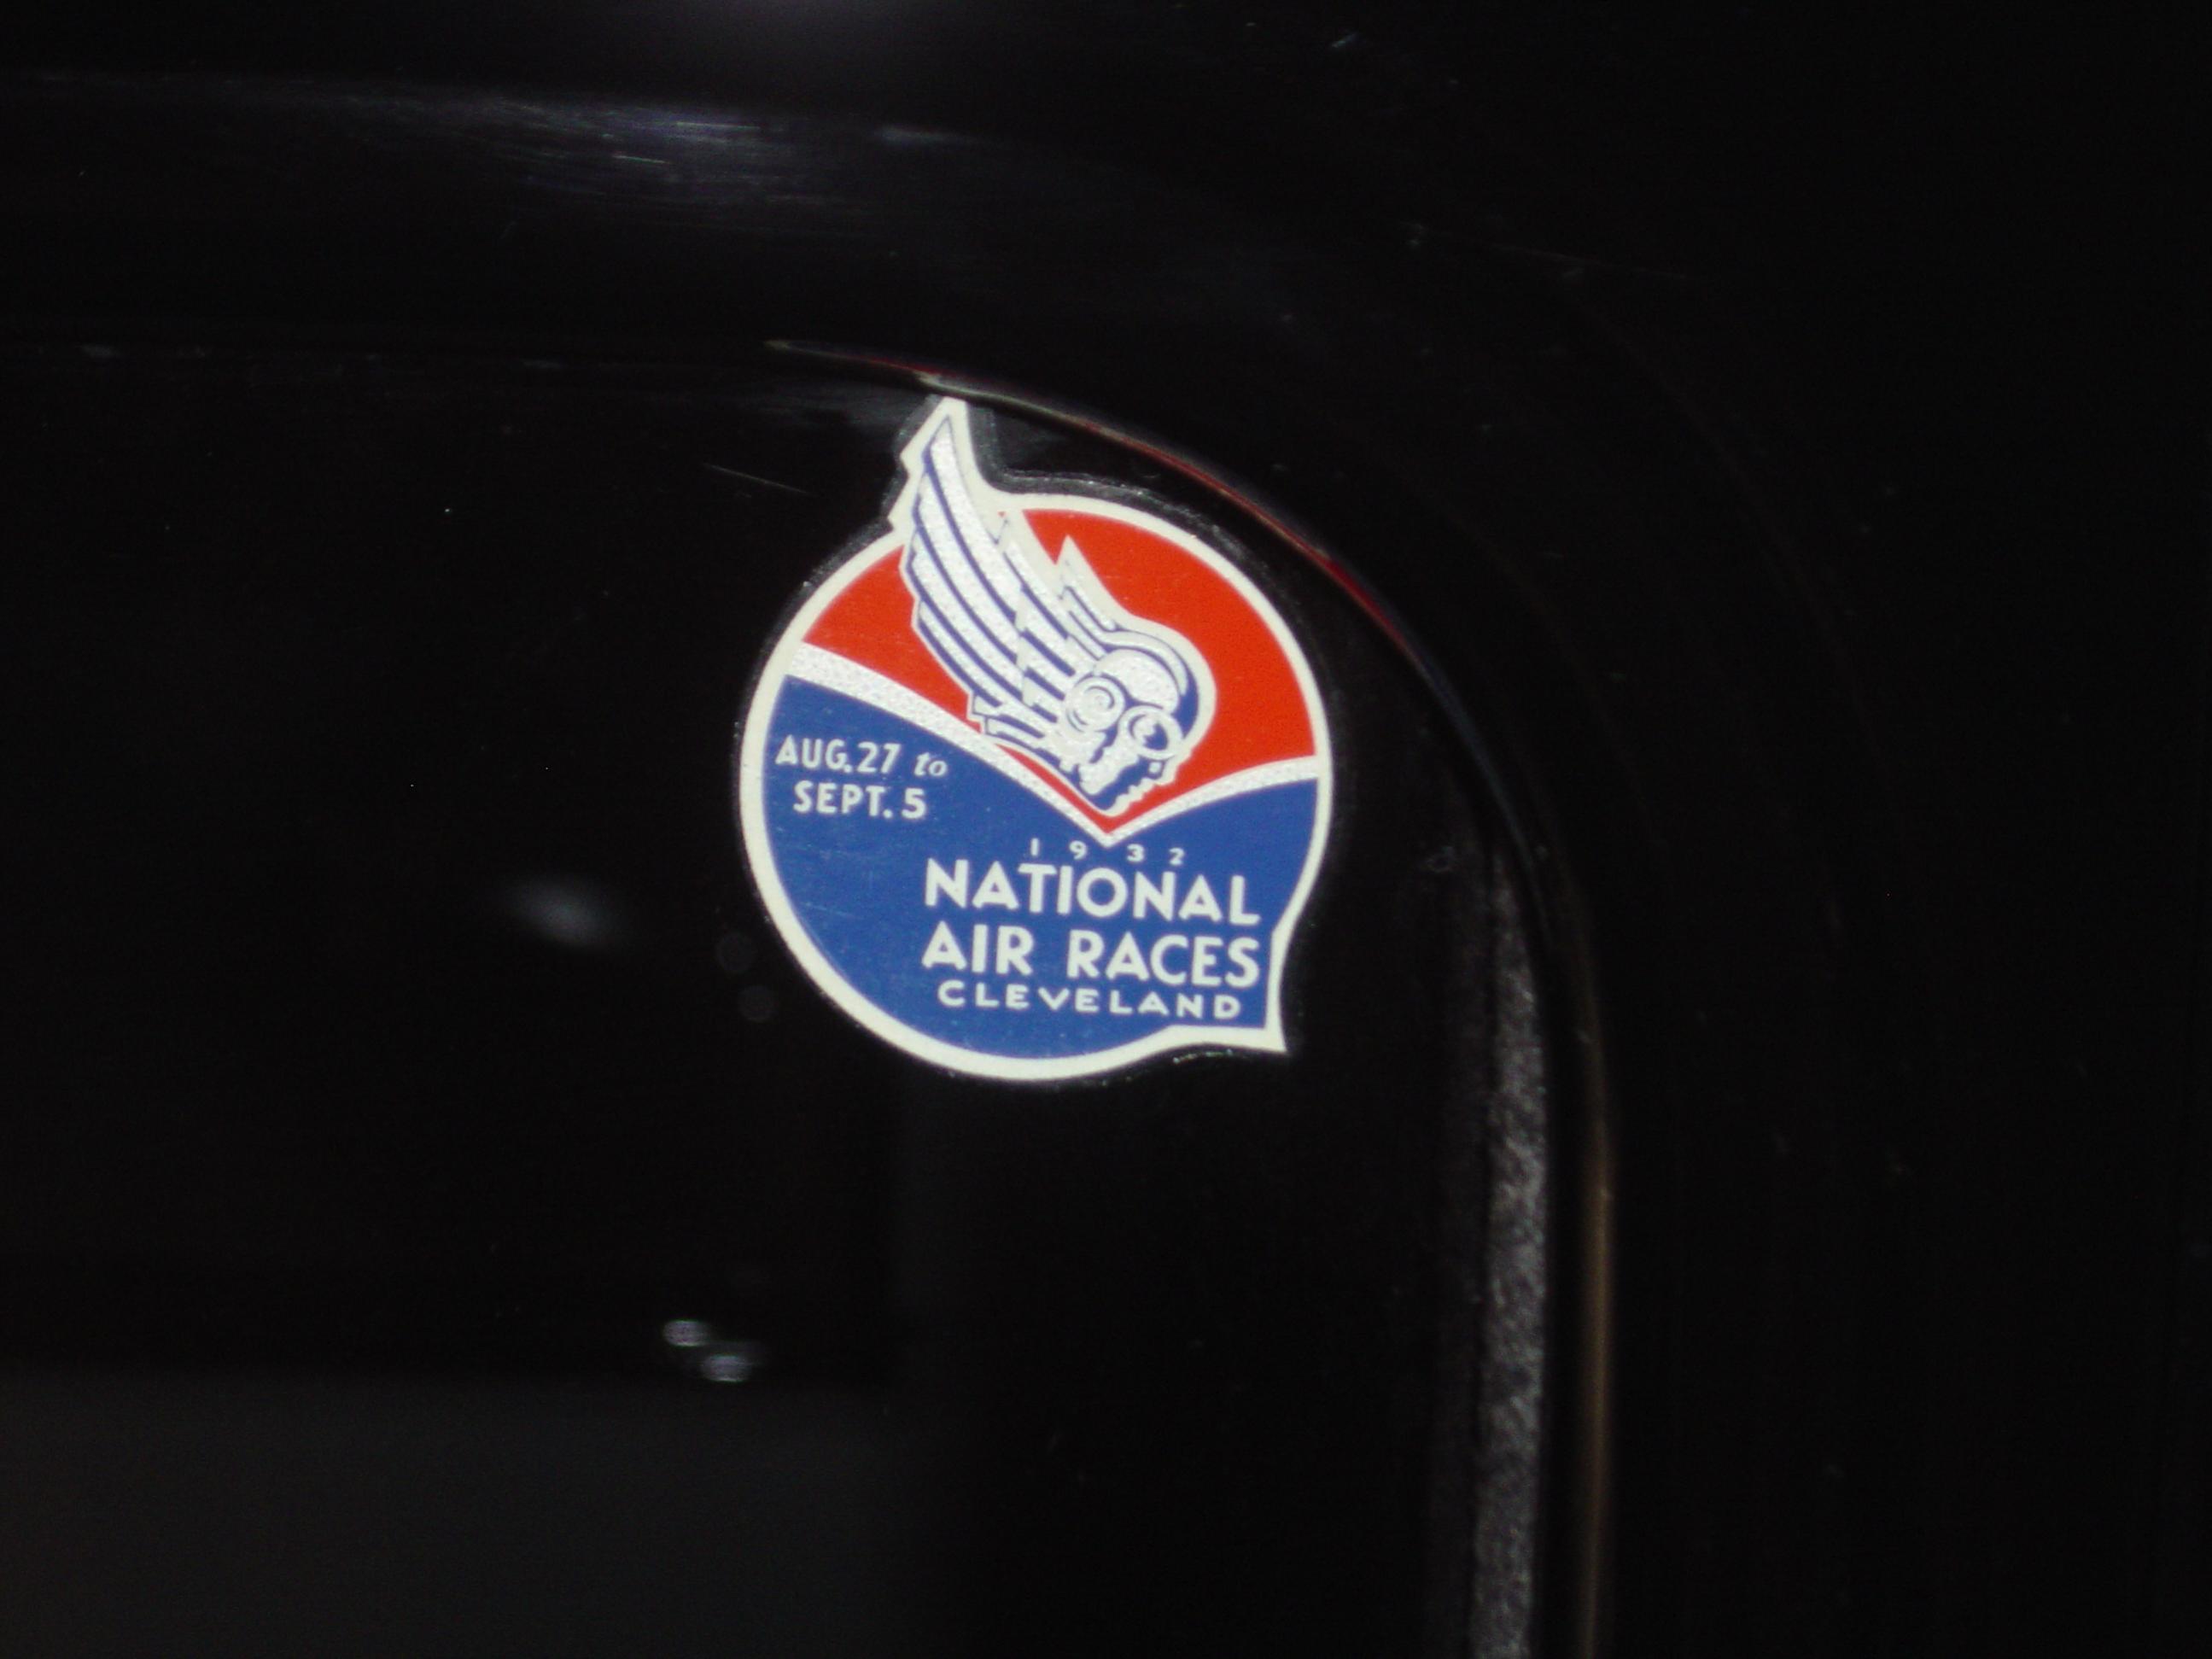 AUG. 27 to
SEPT. 5
1932
NATIONAL
AIR RACES
CLEVELAND